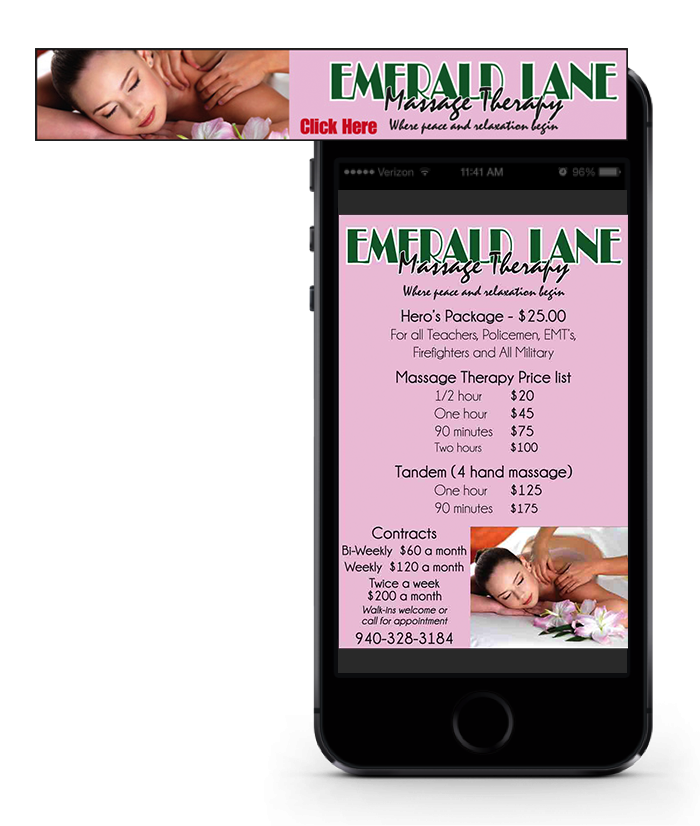 EMERALD LANE
Massage Therapy
Click Here
Where peace and relaxation begin
Verizon 11:41 AM 96%
EMERALD LANE
Massage Therapy
Where peace and relaxation begin
Hero's Package - $25.00
For all Teachers, Policemen, EMT's,
Firefighters and All Military
Massage Therapy Price list
1/2 hour $20
One hour $45
90 minutes $75
Two hours $100
Tandem (4 hand massage)
One hour $125
90 minutes $175
Contracts
Bi-Weekly $60 a month
Weekly $120 a month
Twice a week
$200 a month
Walk-ins welcome or
call for appointment
940-328-3184